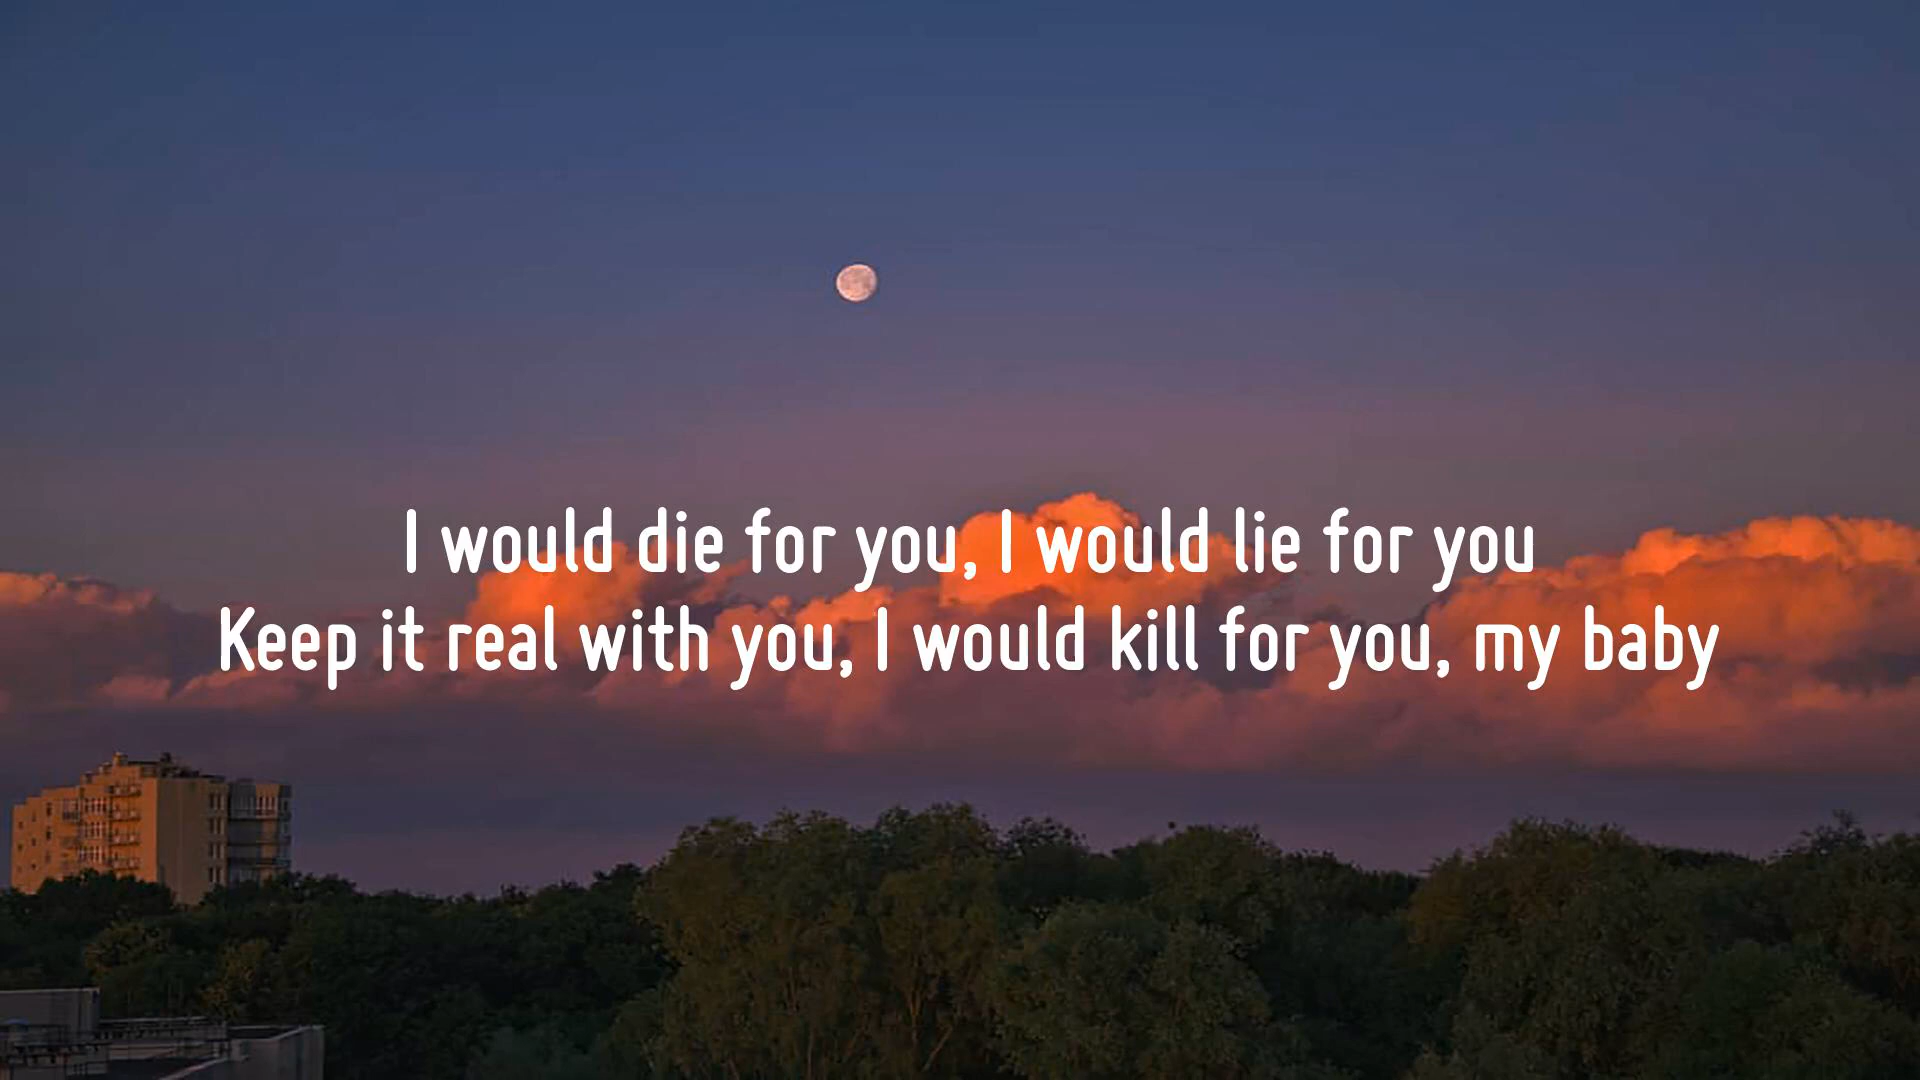 I would die for you, I would lie for you
Keep it real with you, I would kill for you, my baby